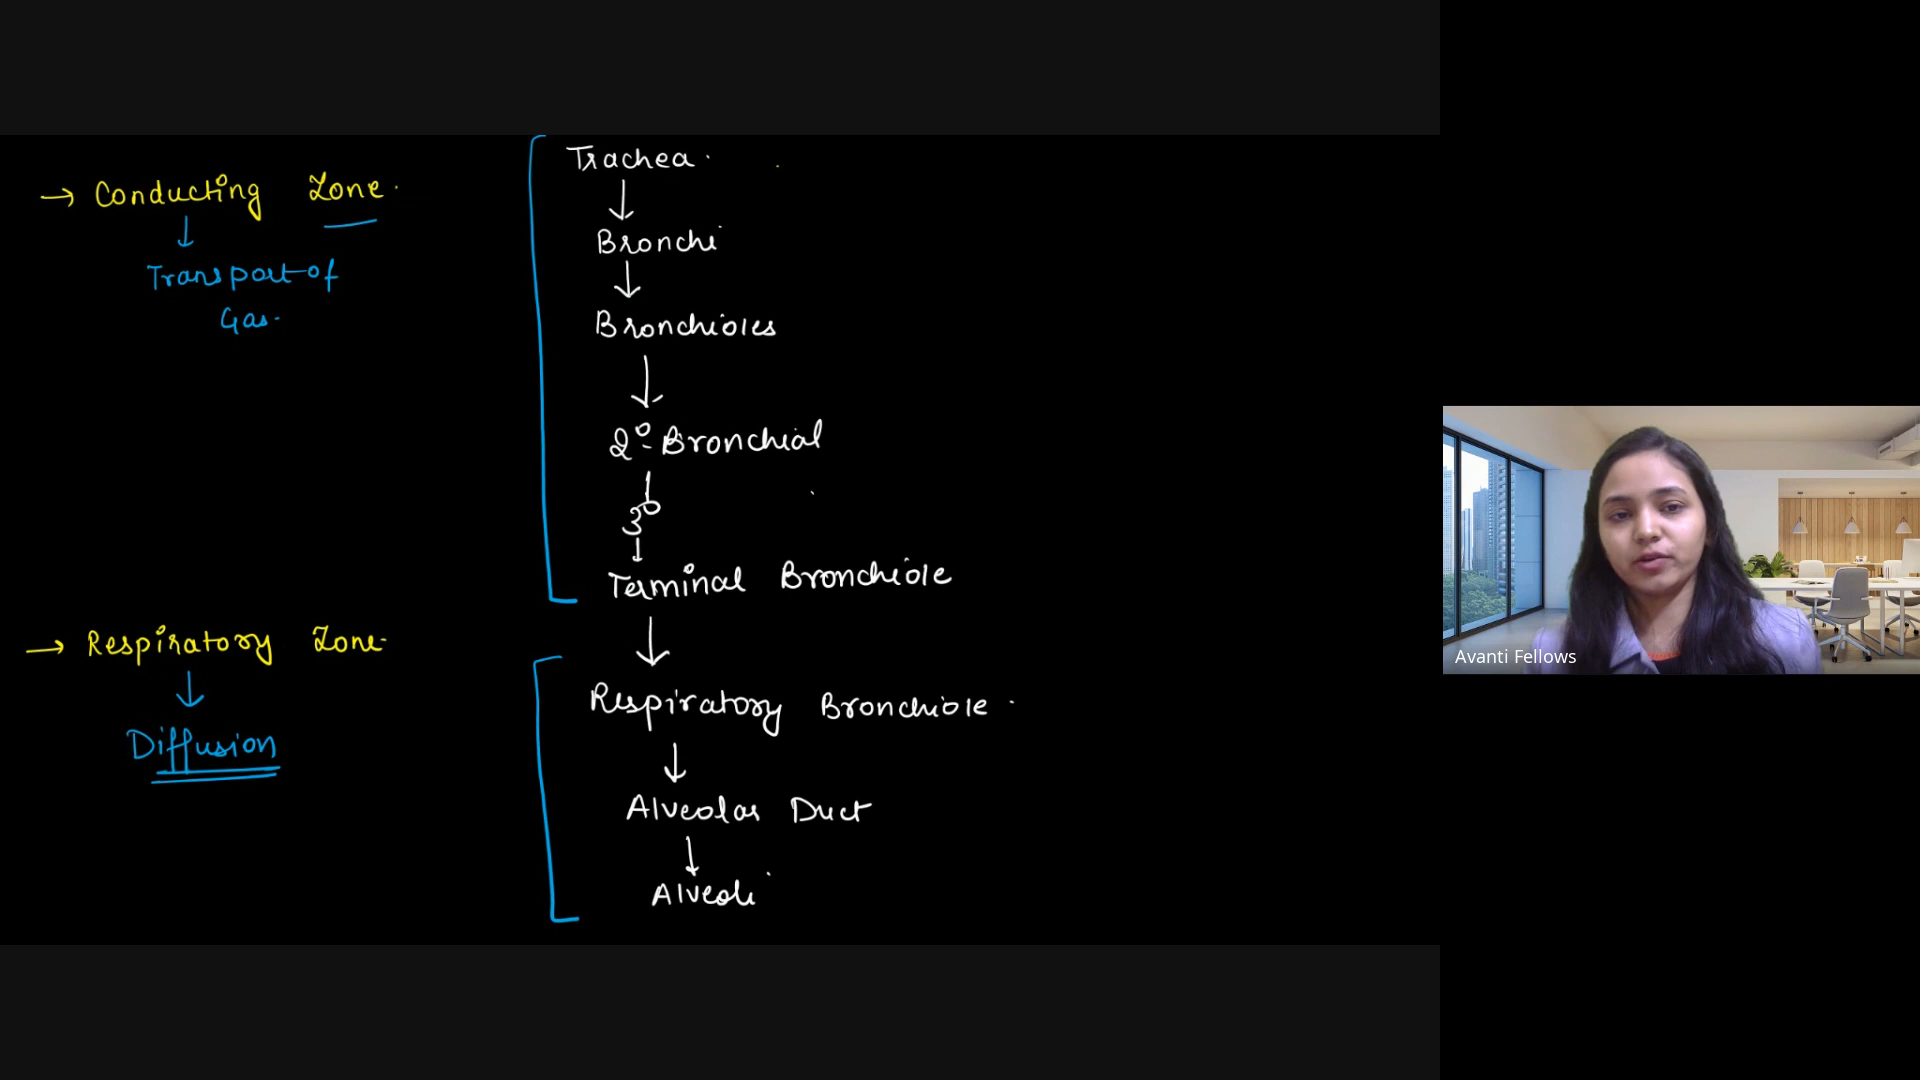 → Conducting Zone.
↓
Transport of
Gas.
→ Respiratory Zone.
↓
Diffusion
Trachea.
↓
Bronchi
↓
Bronchioles
↓
2° Bronchial
↓
3°
↓
Terminal Bronchiole
↓
Respiratory Bronchiole.
↓
Alveolar Duct
↓
Alveoli
Avanti Fellows